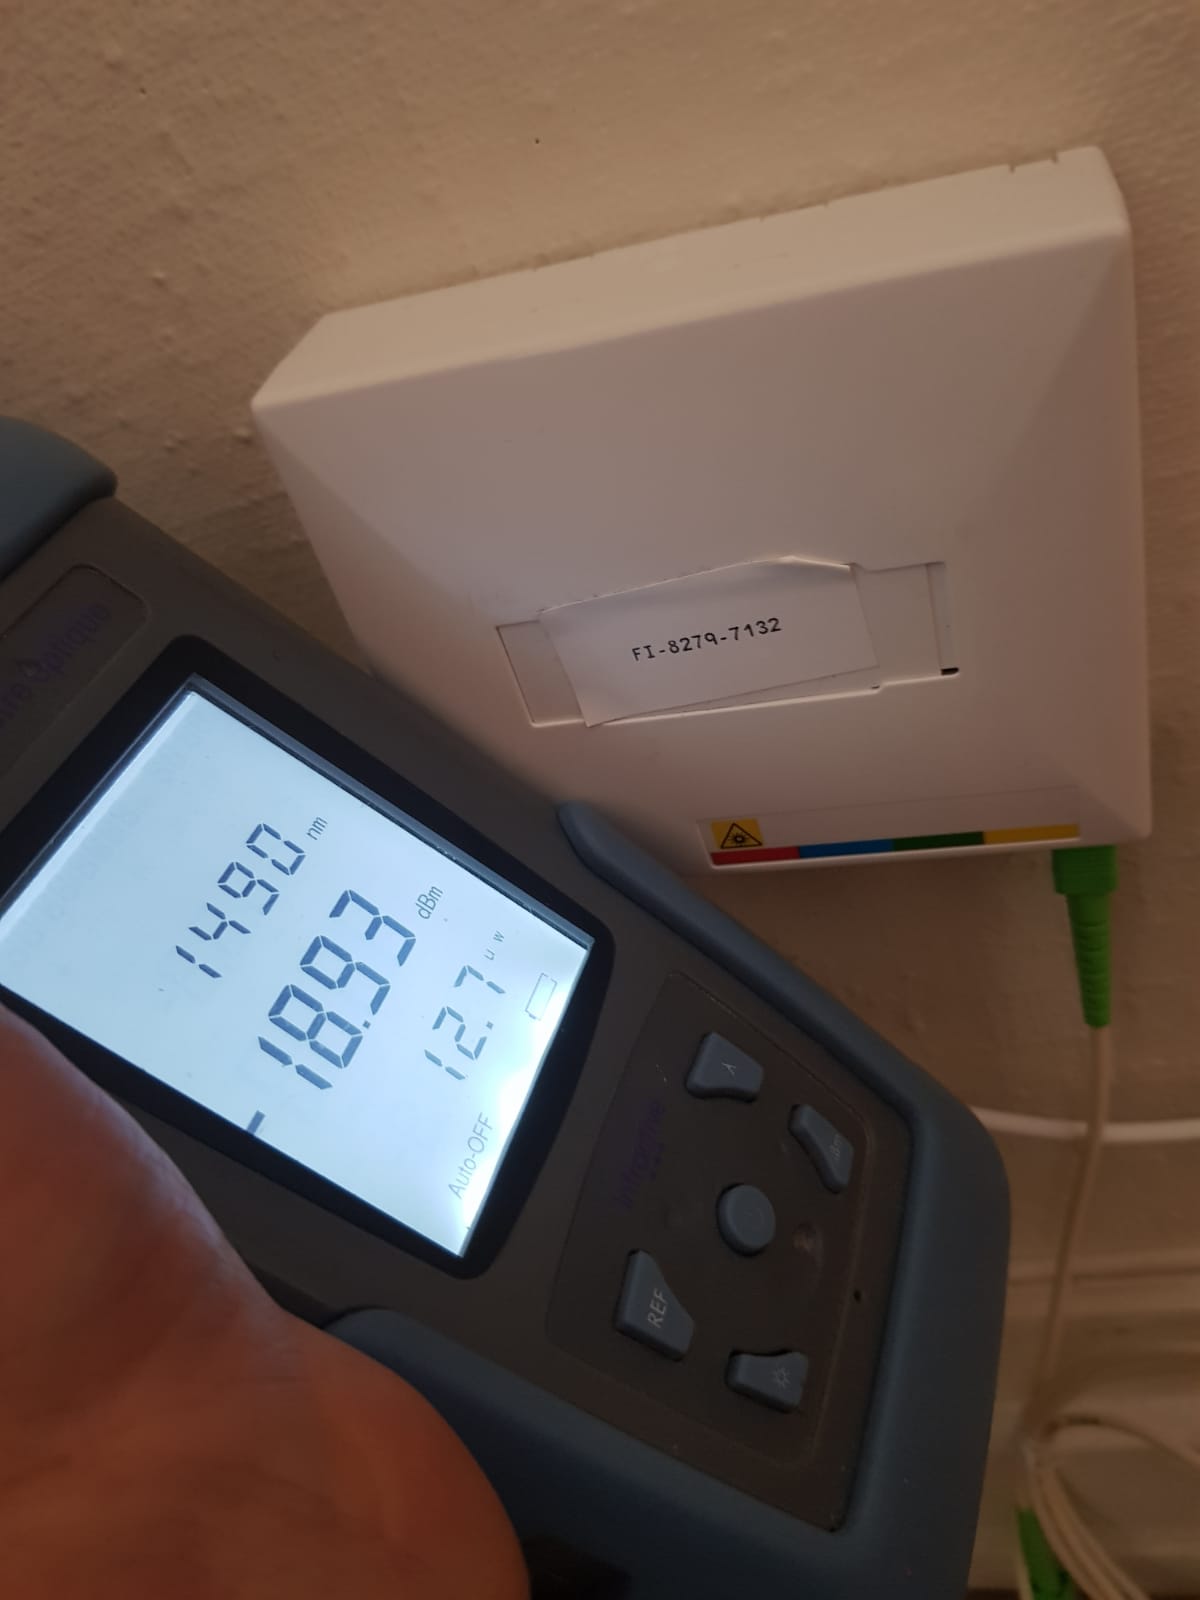 FI-8279-7132
1490 nm
-18.93 dBm
12.7 uw
Auto-OFF
λ
REF